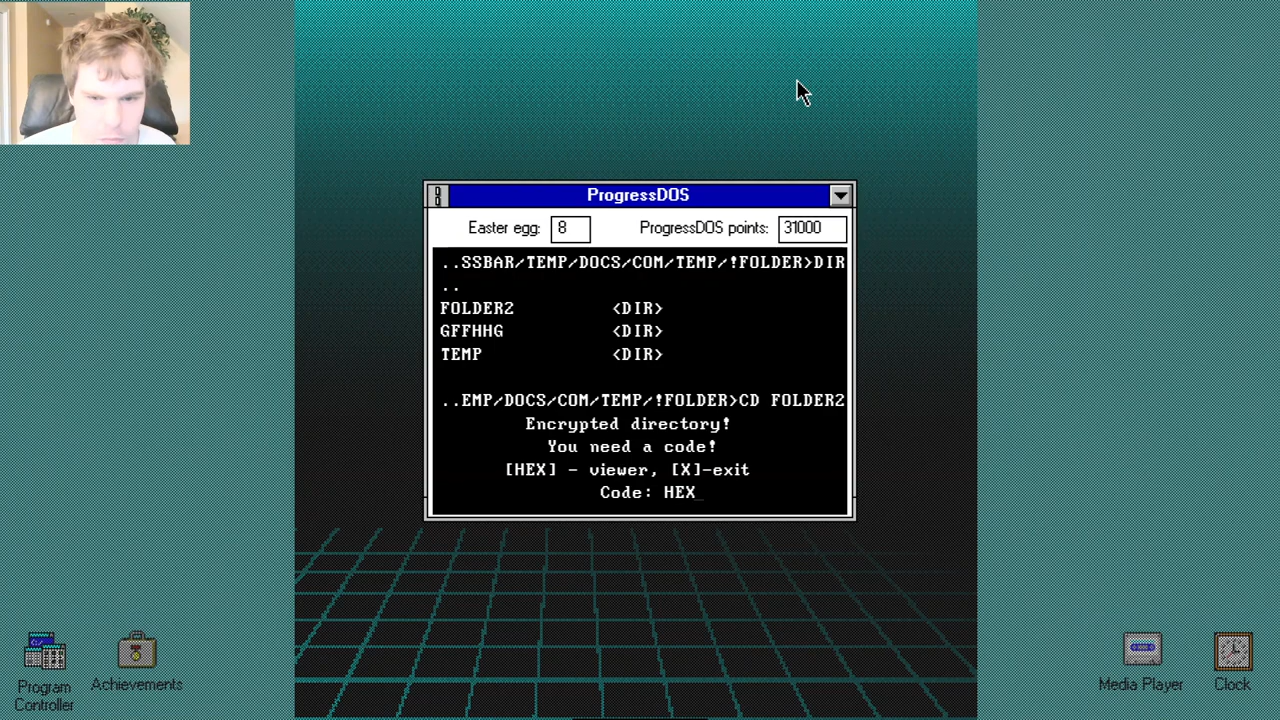 ProgressDOS
Easter egg: 8 ProgressDOS points: 31000
..SSBAR/TEMP/DOCS/COM/TEMP/!FOLDER>DIR
..
FOLDER2 <DIR>
GFFHHG <DIR>
TEMP <DIR>
..EMP/DOCS/COM/TEMP/!FOLDER>CD FOLDER2
Encrypted directory!
You need a code!
[HEX] - viewer, [X]-exit
Code: HEX_
Program Controller
Achievements
Media Player
Clock